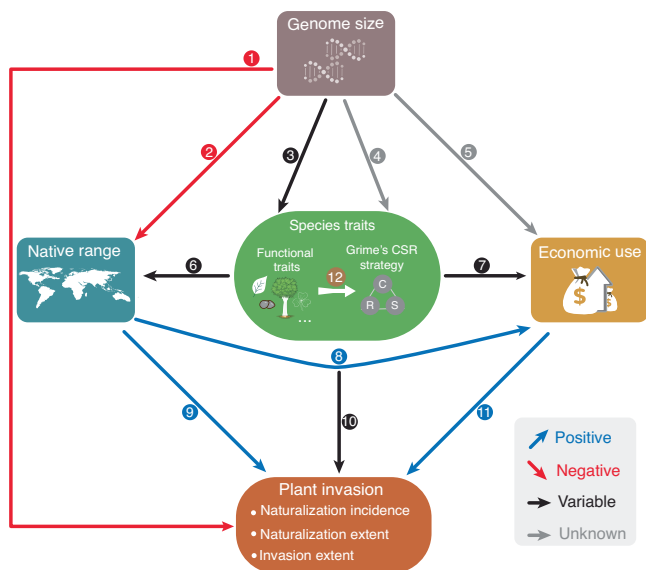 Genome size
1
2
3
4
5
Native range
Species traits
Functional traits
Grime's CSR strategy
12
C
R
S
...
Economic use
$
$
6
7
8
9
10
11
Plant invasion
• Naturalization incidence
• Naturalization extent
• Invasion extent
Positive
Negative
Variable
Unknown